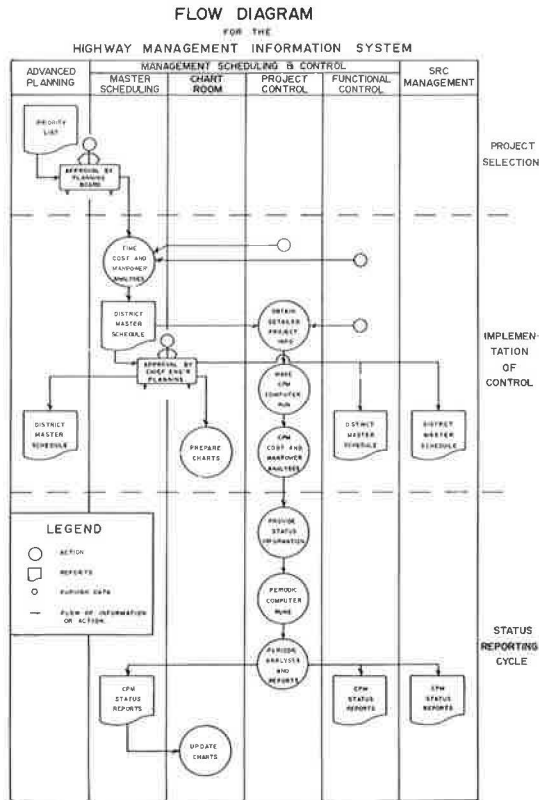 FLOW DIAGRAM
FOR THE
HIGHWAY MANAGEMENT INFORMATION SYSTEM
ADVANCED
PLANNING
MANAGEMENT SCHEDULING & CONTROL
MASTER
SCHEDULING
CHART
ROOM
PROJECT
CONTROL
FUNCTIONAL
CONTROL
SRC
MANAGEMENT
PRIORITY
LIST
APPROVAL BY
PLANNING
BOARD
PROJECT
SELECTION
TIME
COST AND
MANPOWER
ANALYSES
DISTRICT
MASTER
SCHEDULE
OBTAIN
DETAILED
PROJECT
INFO
APPROVAL BY
CHIEF ENG'R
PLANNING
MAKE
CPM
COMPUTER
RUN
IMPLEMEN-
TATION
OF
CONTROL
DISTRICT
MASTER
SCHEDULE
PREPARE
CHARTS
CPM
COST AND
MANPOWER
ANALYSES
DISTRICT
MASTER
SCHEDULE
DISTRICT
MASTER
SCHEDULE
LEGEND
ACTION
REPORTS
FURNISH DATA
FLOW OF INFORMATION
OR ACTION.
PROVIDE
STATUS
INFORMATION
PERIODIC
COMPUTER
RUNS
PERIODIC
ANALYSES
AND
REPORTS
STATUS
REPORTING
CYCLE
CPM
STATUS
REPORTS
CPM
STATUS
REPORTS
CPM
STATUS
REPORTS
UPDATE
CHARTS